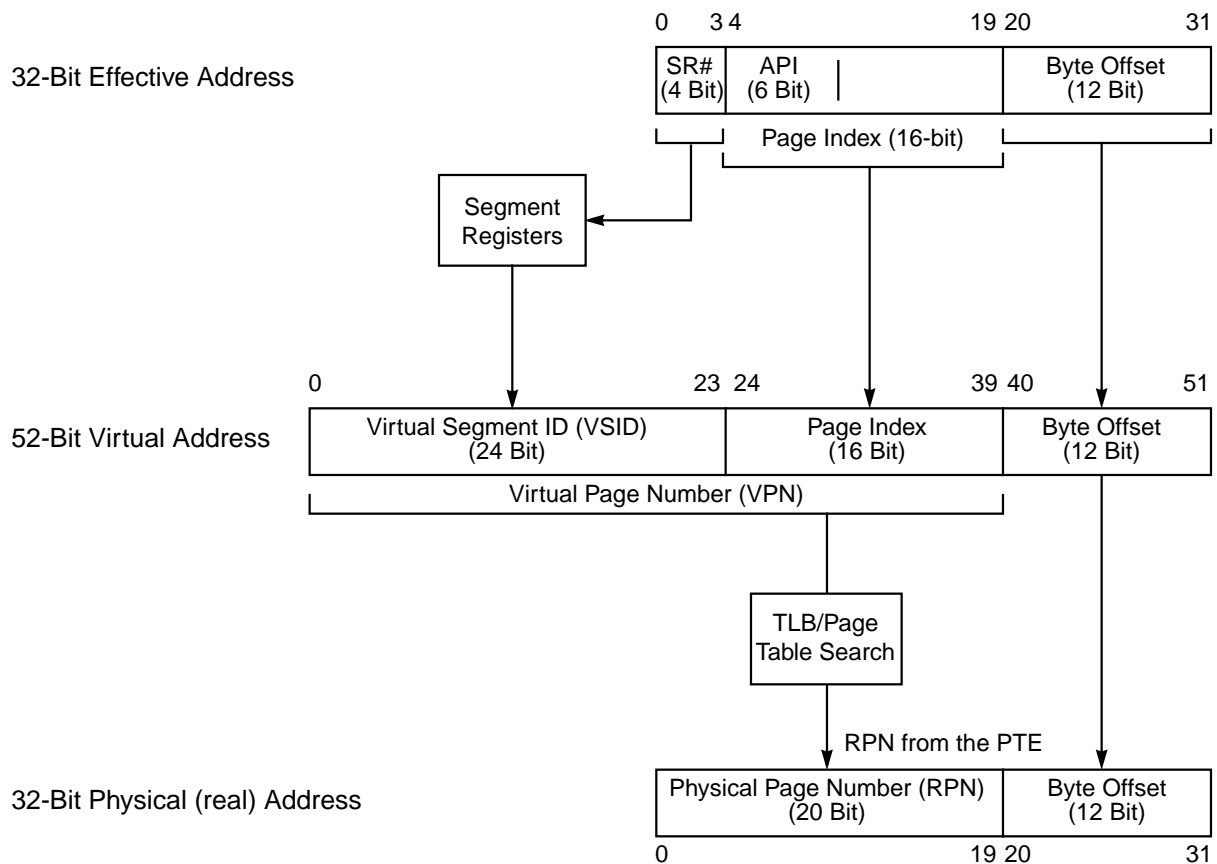 0 3 4 19 20 31
32-Bit Effective Address
SR#
(4 Bit)
API
(6 Bit)
Byte Offset
(12 Bit)
Page Index (16-bit)
Segment
Registers
0 23 24 39 40 51
52-Bit Virtual Address
Virtual Segment ID (VSID)
(24 Bit)
Page Index
(16 Bit)
Byte Offset
(12 Bit)
Virtual Page Number (VPN)
TLB/Page
Table Search
RPN from the PTE
32-Bit Physical (real) Address
Physical Page Number (RPN)
(20 Bit)
Byte Offset
(12 Bit)
0 19 20 31